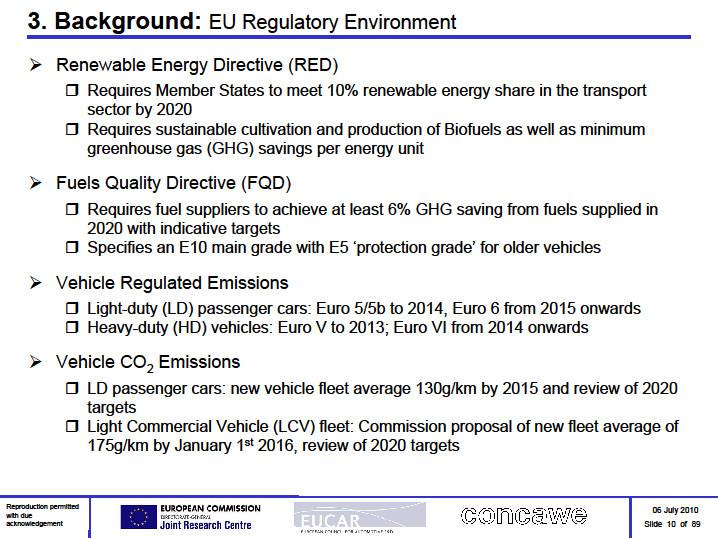 3. Background: EU Regulatory Environment
➢ Renewable Energy Directive (RED)
❒ Requires Member States to meet 10% renewable energy share in the transport
sector by 2020
❒ Requires sustainable cultivation and production of Biofuels as well as minimum
greenhouse gas (GHG) savings per energy unit
➢ Fuels Quality Directive (FQD)
❒ Requires fuel suppliers to achieve at least 6% GHG saving from fuels supplied in
2020 with indicative targets
❒ Specifies an E10 main grade with E5 ‘protection grade’ for older vehicles
➢ Vehicle Regulated Emissions
❒ Light-duty (LD) passenger cars: Euro 5/5b to 2014, Euro 6 from 2015 onwards
❒ Heavy-duty (HD) vehicles: Euro V to 2013; Euro VI from 2014 onwards
➢ Vehicle CO₂ Emissions
❒ LD passenger cars: new vehicle fleet average 130g/km by 2015 and review of 2020
targets
❒ Light Commercial Vehicle (LCV) fleet: Commission proposal of new fleet average of
175g/km by January 1ˢᵗ 2016, review of 2020 targets
Reproduction permitted
with due
acknowledgement
EUROPEAN COMMISSION
DIRECTORATE-GENERAL
Joint Research Centre
EUCAR
EUROPEAN COUNCIL FOR AUTOMOTIVE R&D
concawe
06 July 2010
Slide 10 of 89